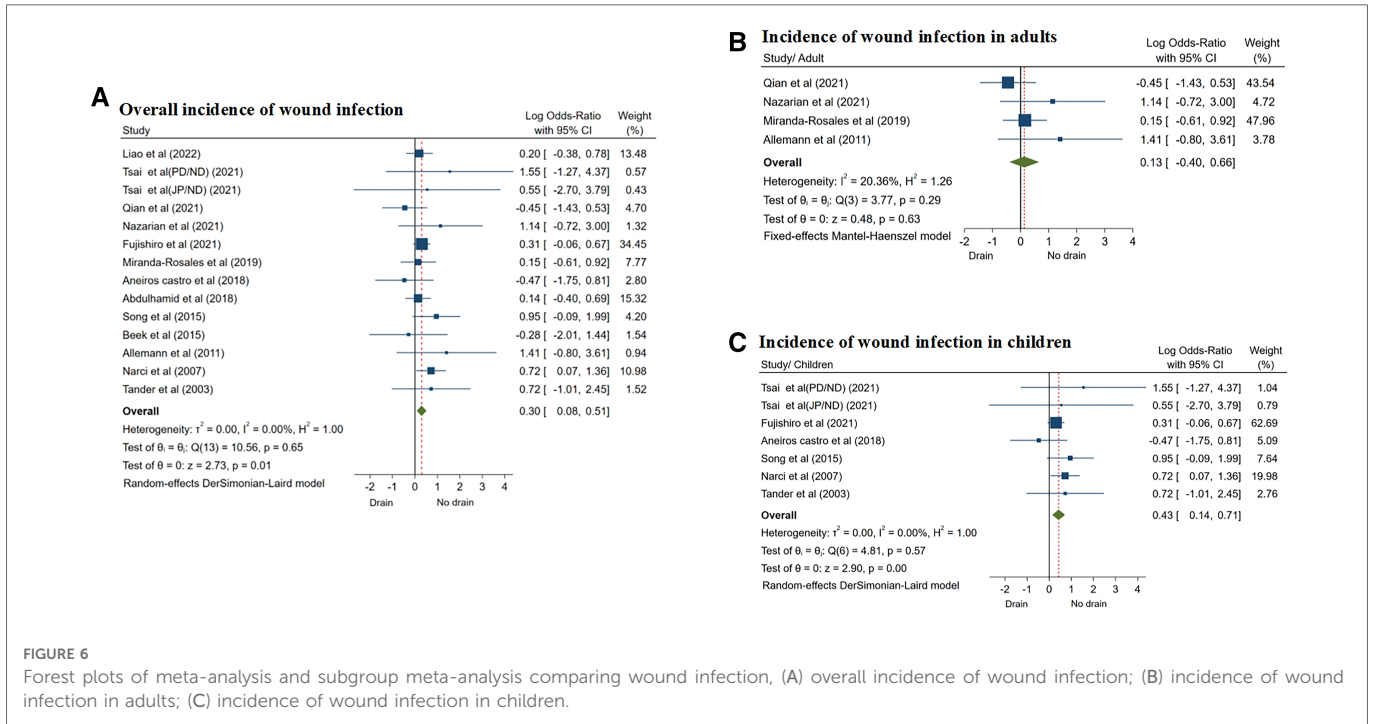 A
Overall incidence of wound infection
Log Odds-Ratio Weight
Study with 95% CI (%)
Liao et al (2022) 0.20 [ -0.38, 0.78] 13.48
Tsai et al(PD/ND) (2021) 1.55 [ -1.27, 4.37] 0.57
Tsai et al(JP/ND) (2021) 0.55 [ -2.70, 3.79] 0.43
Qian et al (2021) -0.45 [ -1.43, 0.53] 4.70
Nazarian et al (2021) 1.14 [ -0.72, 3.00] 1.32
Fujishiro et al (2021) 0.31 [ -0.06, 0.67] 34.45
Miranda-Rosales et al (2019) 0.15 [ -0.61, 0.92] 7.77
Aneiros castro et al (2018) -0.47 [ -1.75, 0.81] 2.80
Abdulhamid et al (2018) 0.14 [ -0.40, 0.69] 15.32
Song et al (2015) 0.95 [ -0.09, 1.99] 4.20
Beek et al (2015) -0.28 [ -2.01, 1.44] 1.54
Allemann et al (2011) 1.41 [ -0.80, 3.61] 0.94
Narci et al (2007) 0.72 [ 0.07, 1.36] 10.98
Tander et al (2003) 0.72 [ -1.01, 2.45] 1.52
Overall 0.30 [ 0.08, 0.51]
Heterogeneity: τ² = 0.00, I² = 0.00%, H² = 1.00
Test of θᵢ = θⱼ: Q(13) = 10.56, p = 0.65
Test of θ = 0: z = 2.73, p = 0.01
Random-effects DerSimonian-Laird model
-2 -1 0 1 2 3 4
Drain No drain
B
Incidence of wound infection in adults
Log Odds-Ratio Weight
Study/ Adult with 95% CI (%)
Qian et al (2021) -0.45 [ -1.43, 0.53] 43.54
Nazarian et al (2021) 1.14 [ -0.72, 3.00] 4.72
Miranda-Rosales et al (2019) 0.15 [ -0.61, 0.92] 47.96
Allemann et al (2011) 1.41 [ -0.80, 3.61] 3.78
Overall 0.13 [ -0.40, 0.66]
Heterogeneity: I² = 20.36%, H² = 1.26
Test of θᵢ = θⱼ: Q(3) = 3.77, p = 0.29
Test of θ = 0: z = 0.48, p = 0.63
Fixed-effects Mantel-Haenszel model
-2 -1 0 1 2 3 4
Drain No drain
C
Incidence of wound infection in children
Log Odds-Ratio Weight
Study/ Children with 95% CI (%)
Tsai et al(PD/ND) (2021) 1.55 [ -1.27, 4.37] 1.04
Tsai et al(JP/ND) (2021) 0.55 [ -2.70, 3.79] 0.79
Fujishiro et al (2021) 0.31 [ -0.06, 0.67] 62.69
Aneiros castro et al (2018) -0.47 [ -1.75, 0.81] 5.09
Song et al (2015) 0.95 [ -0.09, 1.99] 7.64
Narci et al (2007) 0.72 [ 0.07, 1.36] 19.98
Tander et al (2003) 0.72 [ -1.01, 2.45] 2.76
Overall 0.43 [ 0.14, 0.71]
Heterogeneity: τ² = 0.00, I² = 0.00%, H² = 1.00
Test of θᵢ = θⱼ: Q(6) = 4.81, p = 0.57
Test of θ = 0: z = 2.90, p = 0.00
Random-effects DerSimonian-Laird model
-2 -1 0 1 2 3 4
Drain No drain
FIGURE 6
Forest plots of meta-analysis and subgroup meta-analysis comparing wound infection, (A) overall incidence of wound infection; (B) incidence of wound
infection in adults; (C) incidence of wound infection in children.